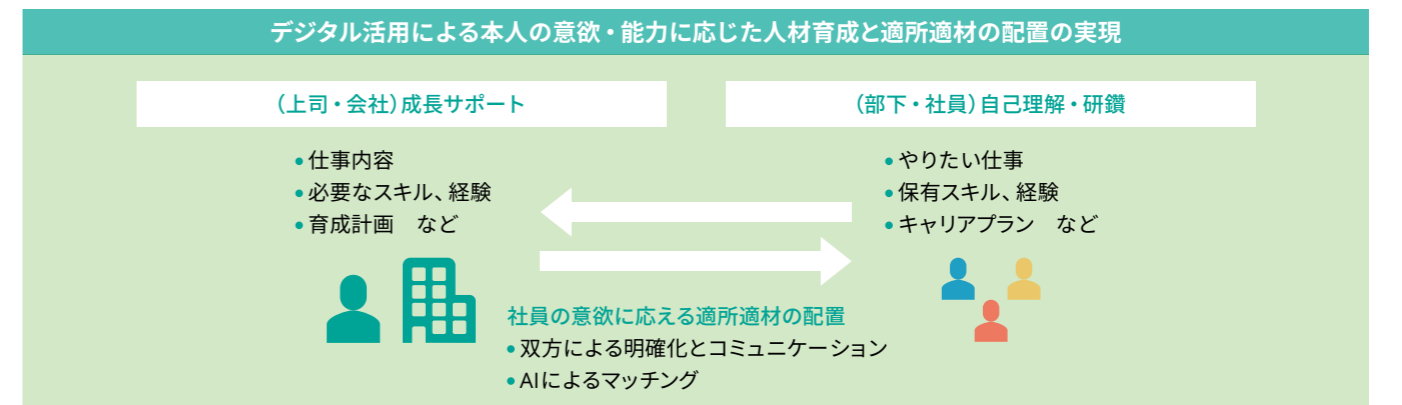 デジタル活用による本人の意欲・能力に応じた人材育成と適所適材の配置の実現
（上司・会社）成長サポート
• 仕事内容
• 必要なスキル、経験
• 育成計画　など
（部下・社員）自己理解・研鑽
• やりたい仕事
• 保有スキル、経験
• キャリアプラン　など
社員の意欲に応える適所適材の配置
• 双方による明確化とコミュニケーション
• AIによるマッチング